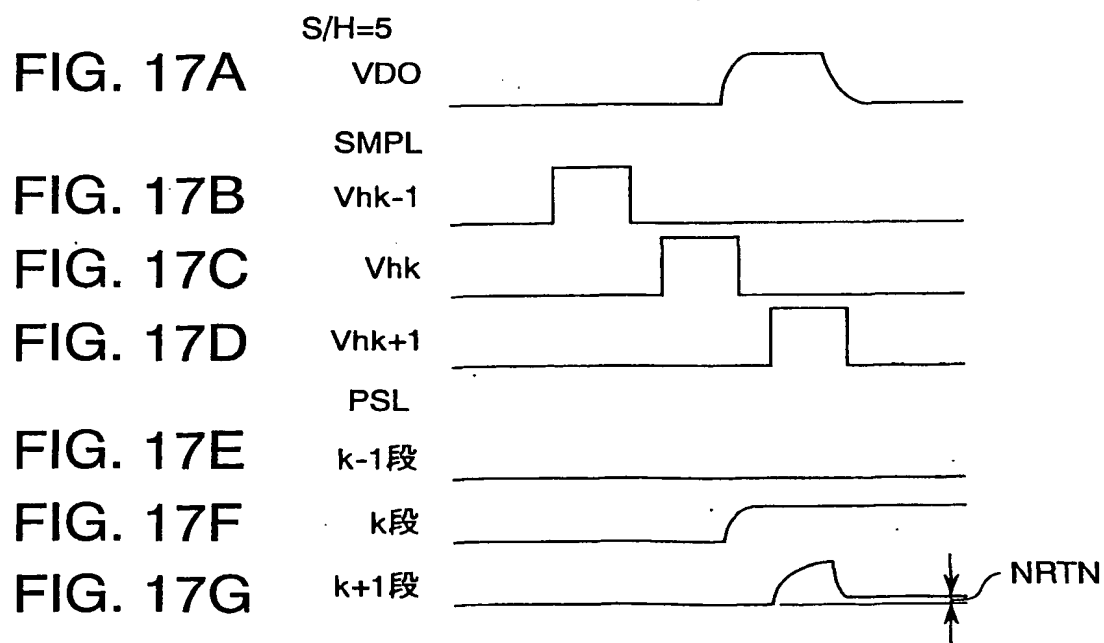 S/H=5
FIG. 17A VDO
SMPL
FIG. 17B Vhk-1
FIG. 17C Vhk
FIG. 17D Vhk+1
PSL
FIG. 17E k-1段
FIG. 17F k段
FIG. 17G k+1段 NRTN